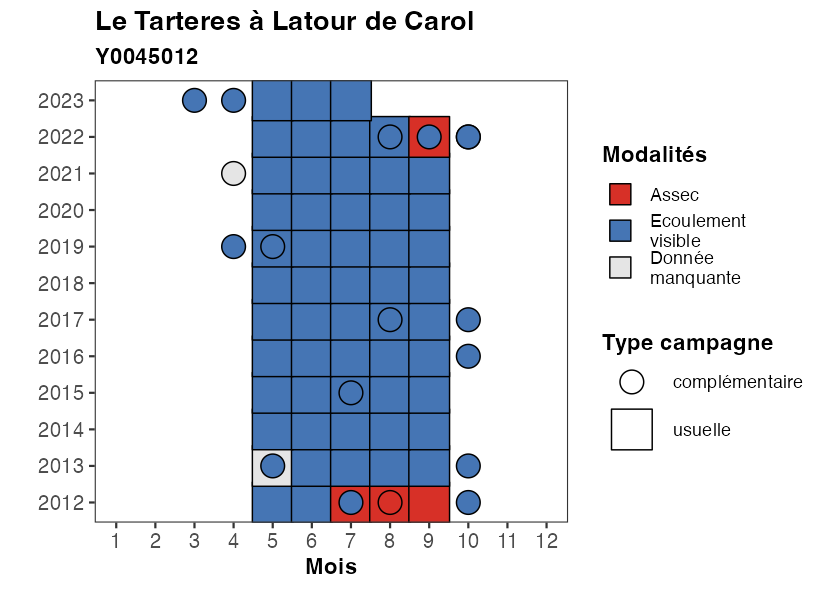 Le Tarteres à Latour de Carol
Y0045012
2023
2022
2021
2020
2019
2018
2017
2016
2015
2014
2013
2012
1 2 3 4 5 6 7 8 9 10 11 12
Mois
Modalités
Assec
Ecoulement
visible
Donnée
manquante
Type campagne
complémentaire
usuelle